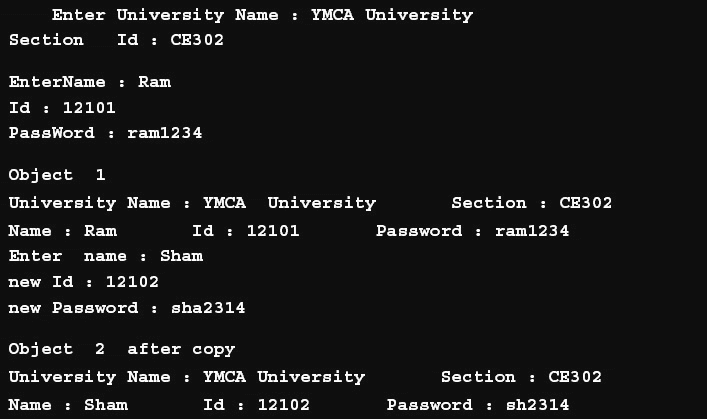 Enter University Name : YMCA University
Section Id : CE302
EnterName : Ram
Id : 12101
PassWord : ram1234
Object 1
University Name : YMCA University Section : CE302
Name : Ram Id : 12101 Password : ram1234
Enter name : Sham
new Id : 12102
new Password : sha2314
Object 2 after copy
University Name : YMCA University Section : CE302
Name : Sham Id : 12102 Password : sh2314